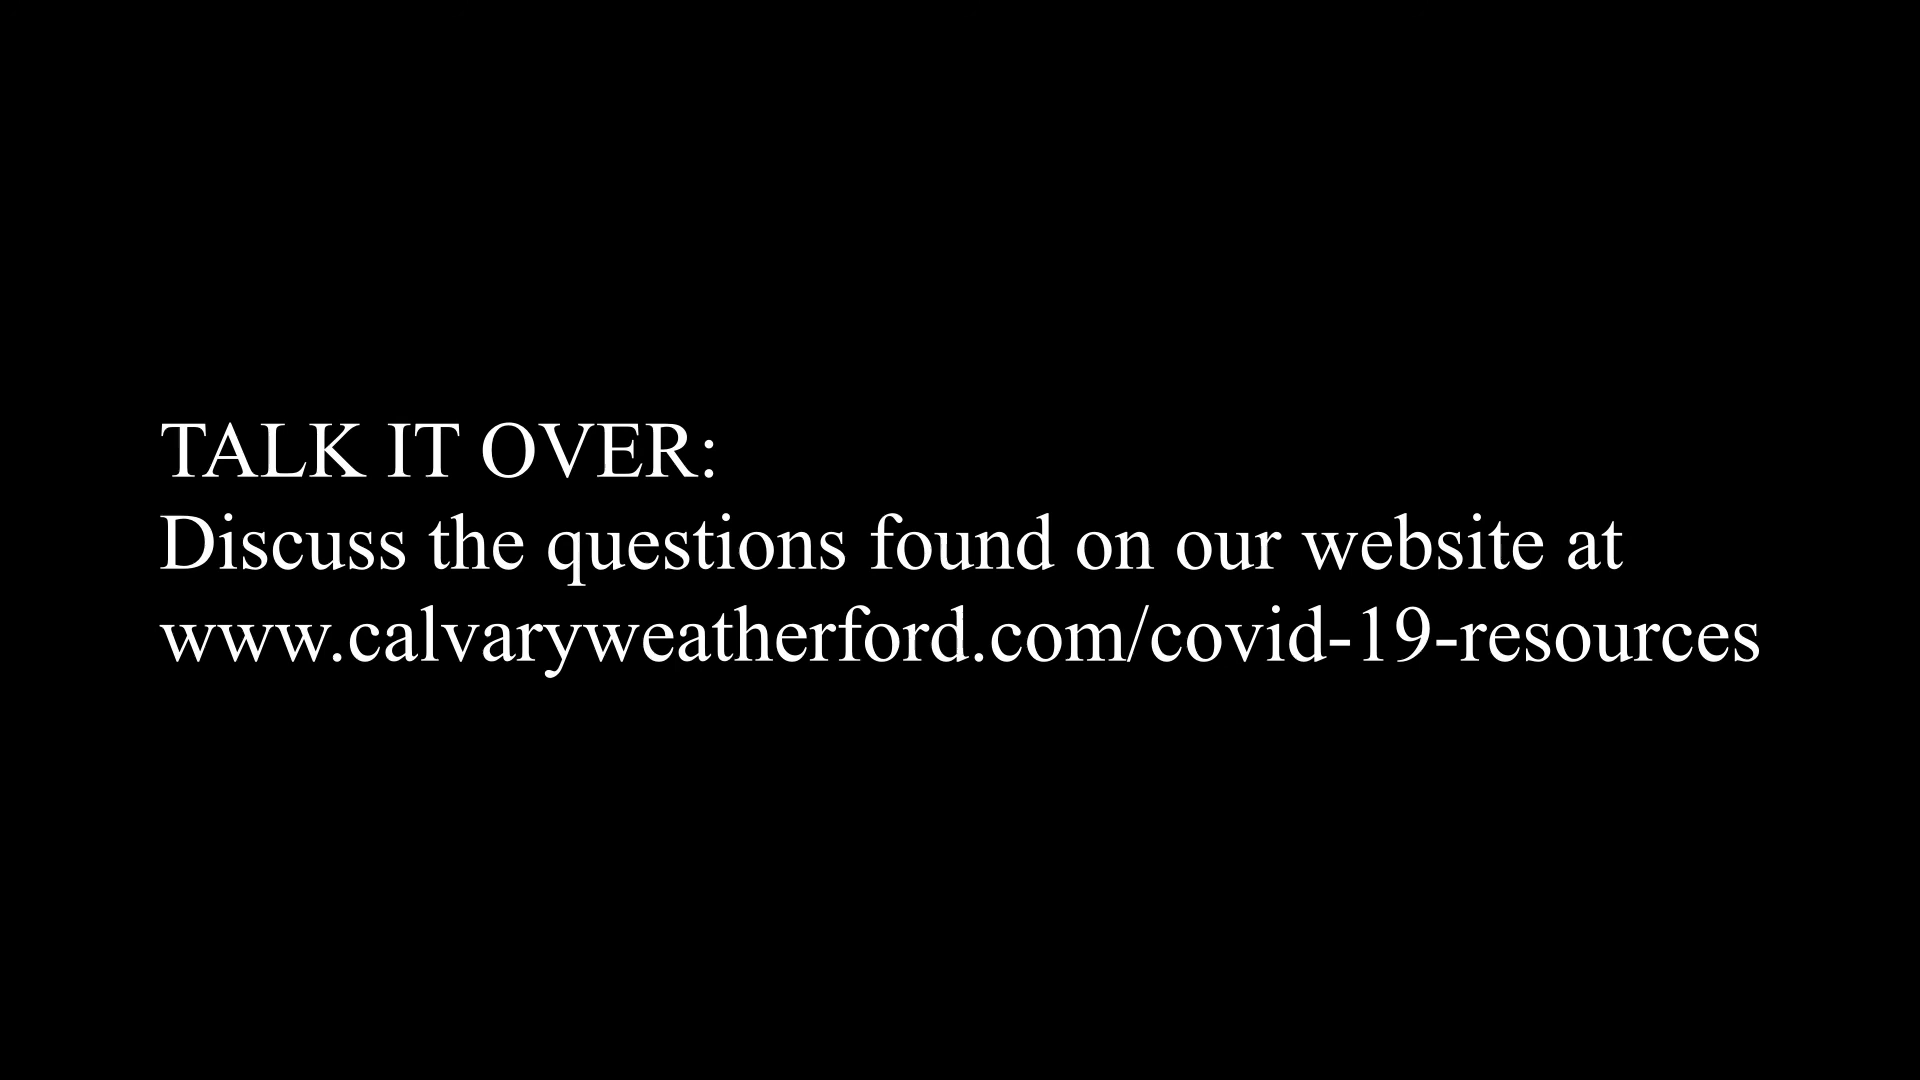 TALK IT OVER:
Discuss the questions found on our website at
www.calvaryweatherford.com/covid-19-resources